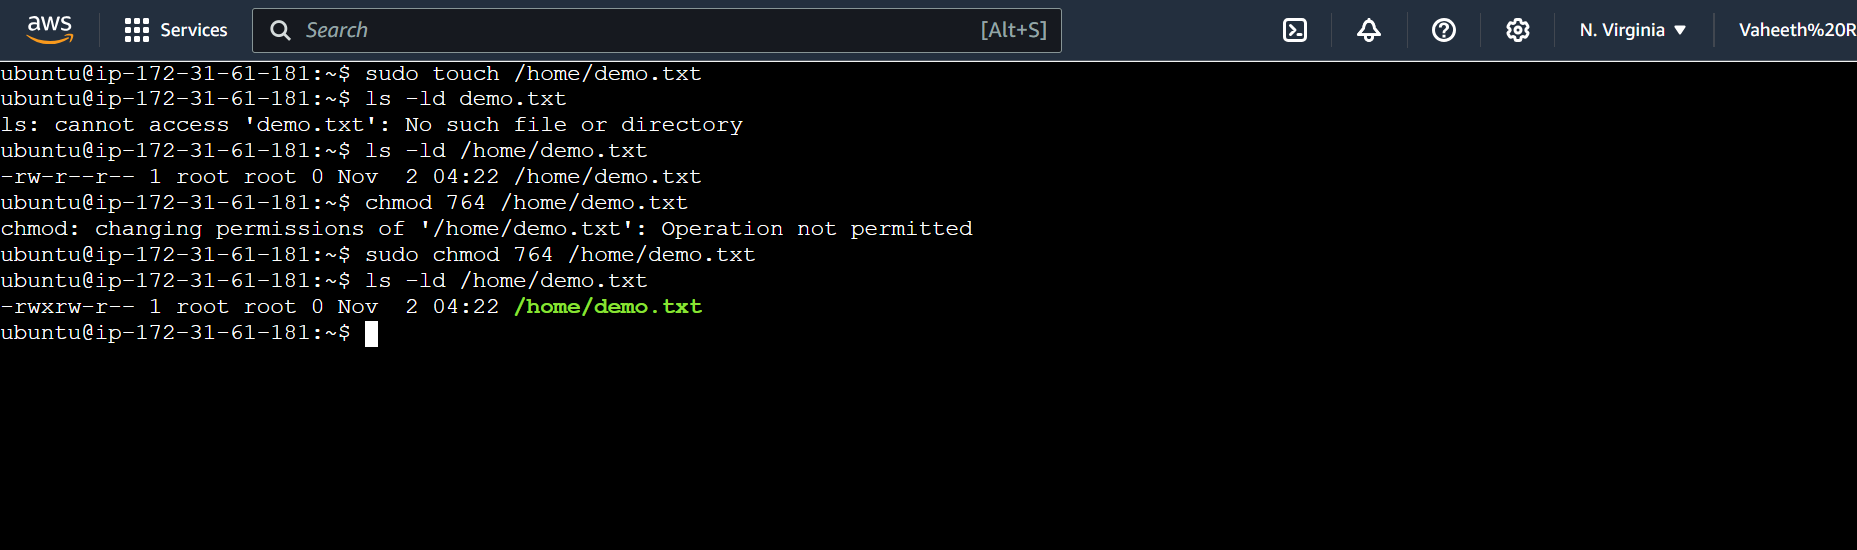 aws
Services
Search
[Alt+S]
N. Virginia
Vaheeth%20R
ubuntu@ip-172-31-61-181:~$ sudo touch /home/demo.txt
ubuntu@ip-172-31-61-181:~$ ls -ld demo.txt
ls: cannot access 'demo.txt': No such file or directory
ubuntu@ip-172-31-61-181:~$ ls -ld /home/demo.txt
-rw-r--r-- 1 root root 0 Nov  2 04:22 /home/demo.txt
ubuntu@ip-172-31-61-181:~$ chmod 764 /home/demo.txt
chmod: changing permissions of '/home/demo.txt': Operation not permitted
ubuntu@ip-172-31-61-181:~$ sudo chmod 764 /home/demo.txt
ubuntu@ip-172-31-61-181:~$ ls -ld /home/demo.txt
-rwxrw-r-- 1 root root 0 Nov  2 04:22 /home/demo.txt
ubuntu@ip-172-31-61-181:~$